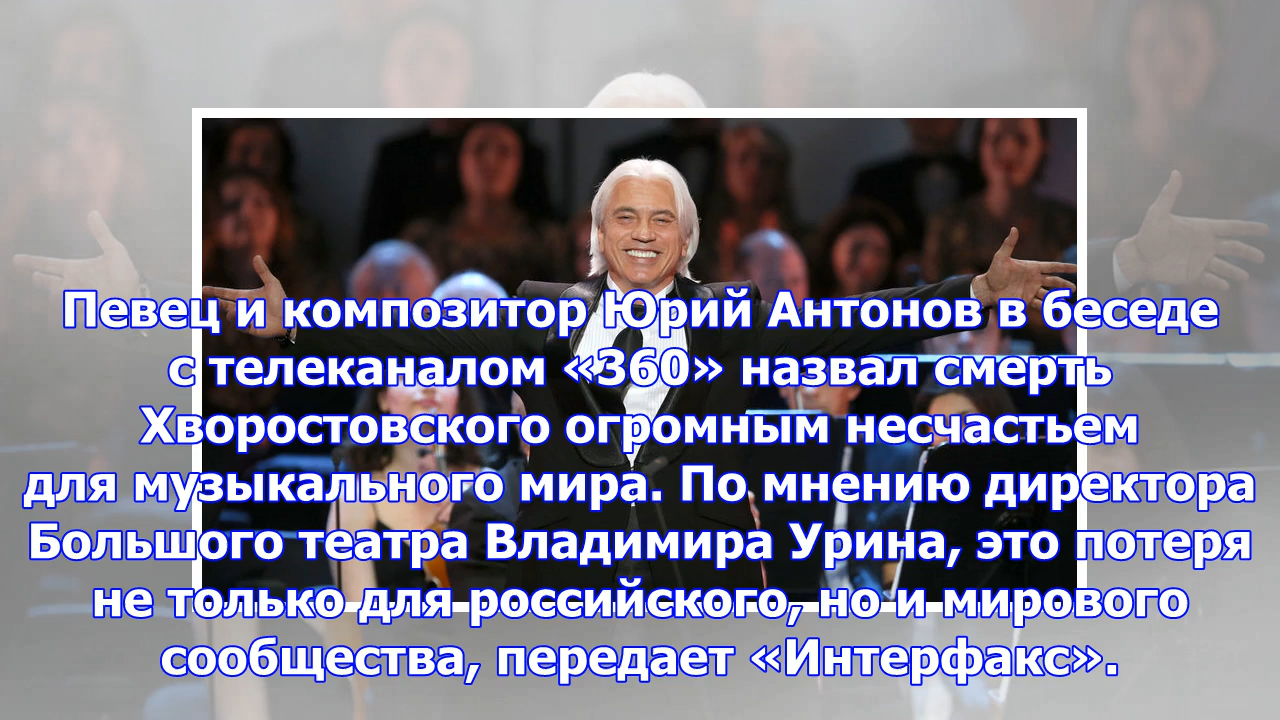 Певец и композитор Юрий Антонов в беседе
с телеканалом «360» назвал смерть
Хворостовского огромным несчастьем
для музыкального мира. По мнению директора
Большого театра Владимира Урина, это потеря
не только для российского, но и мирового
сообщества, передает «Интерфакс».